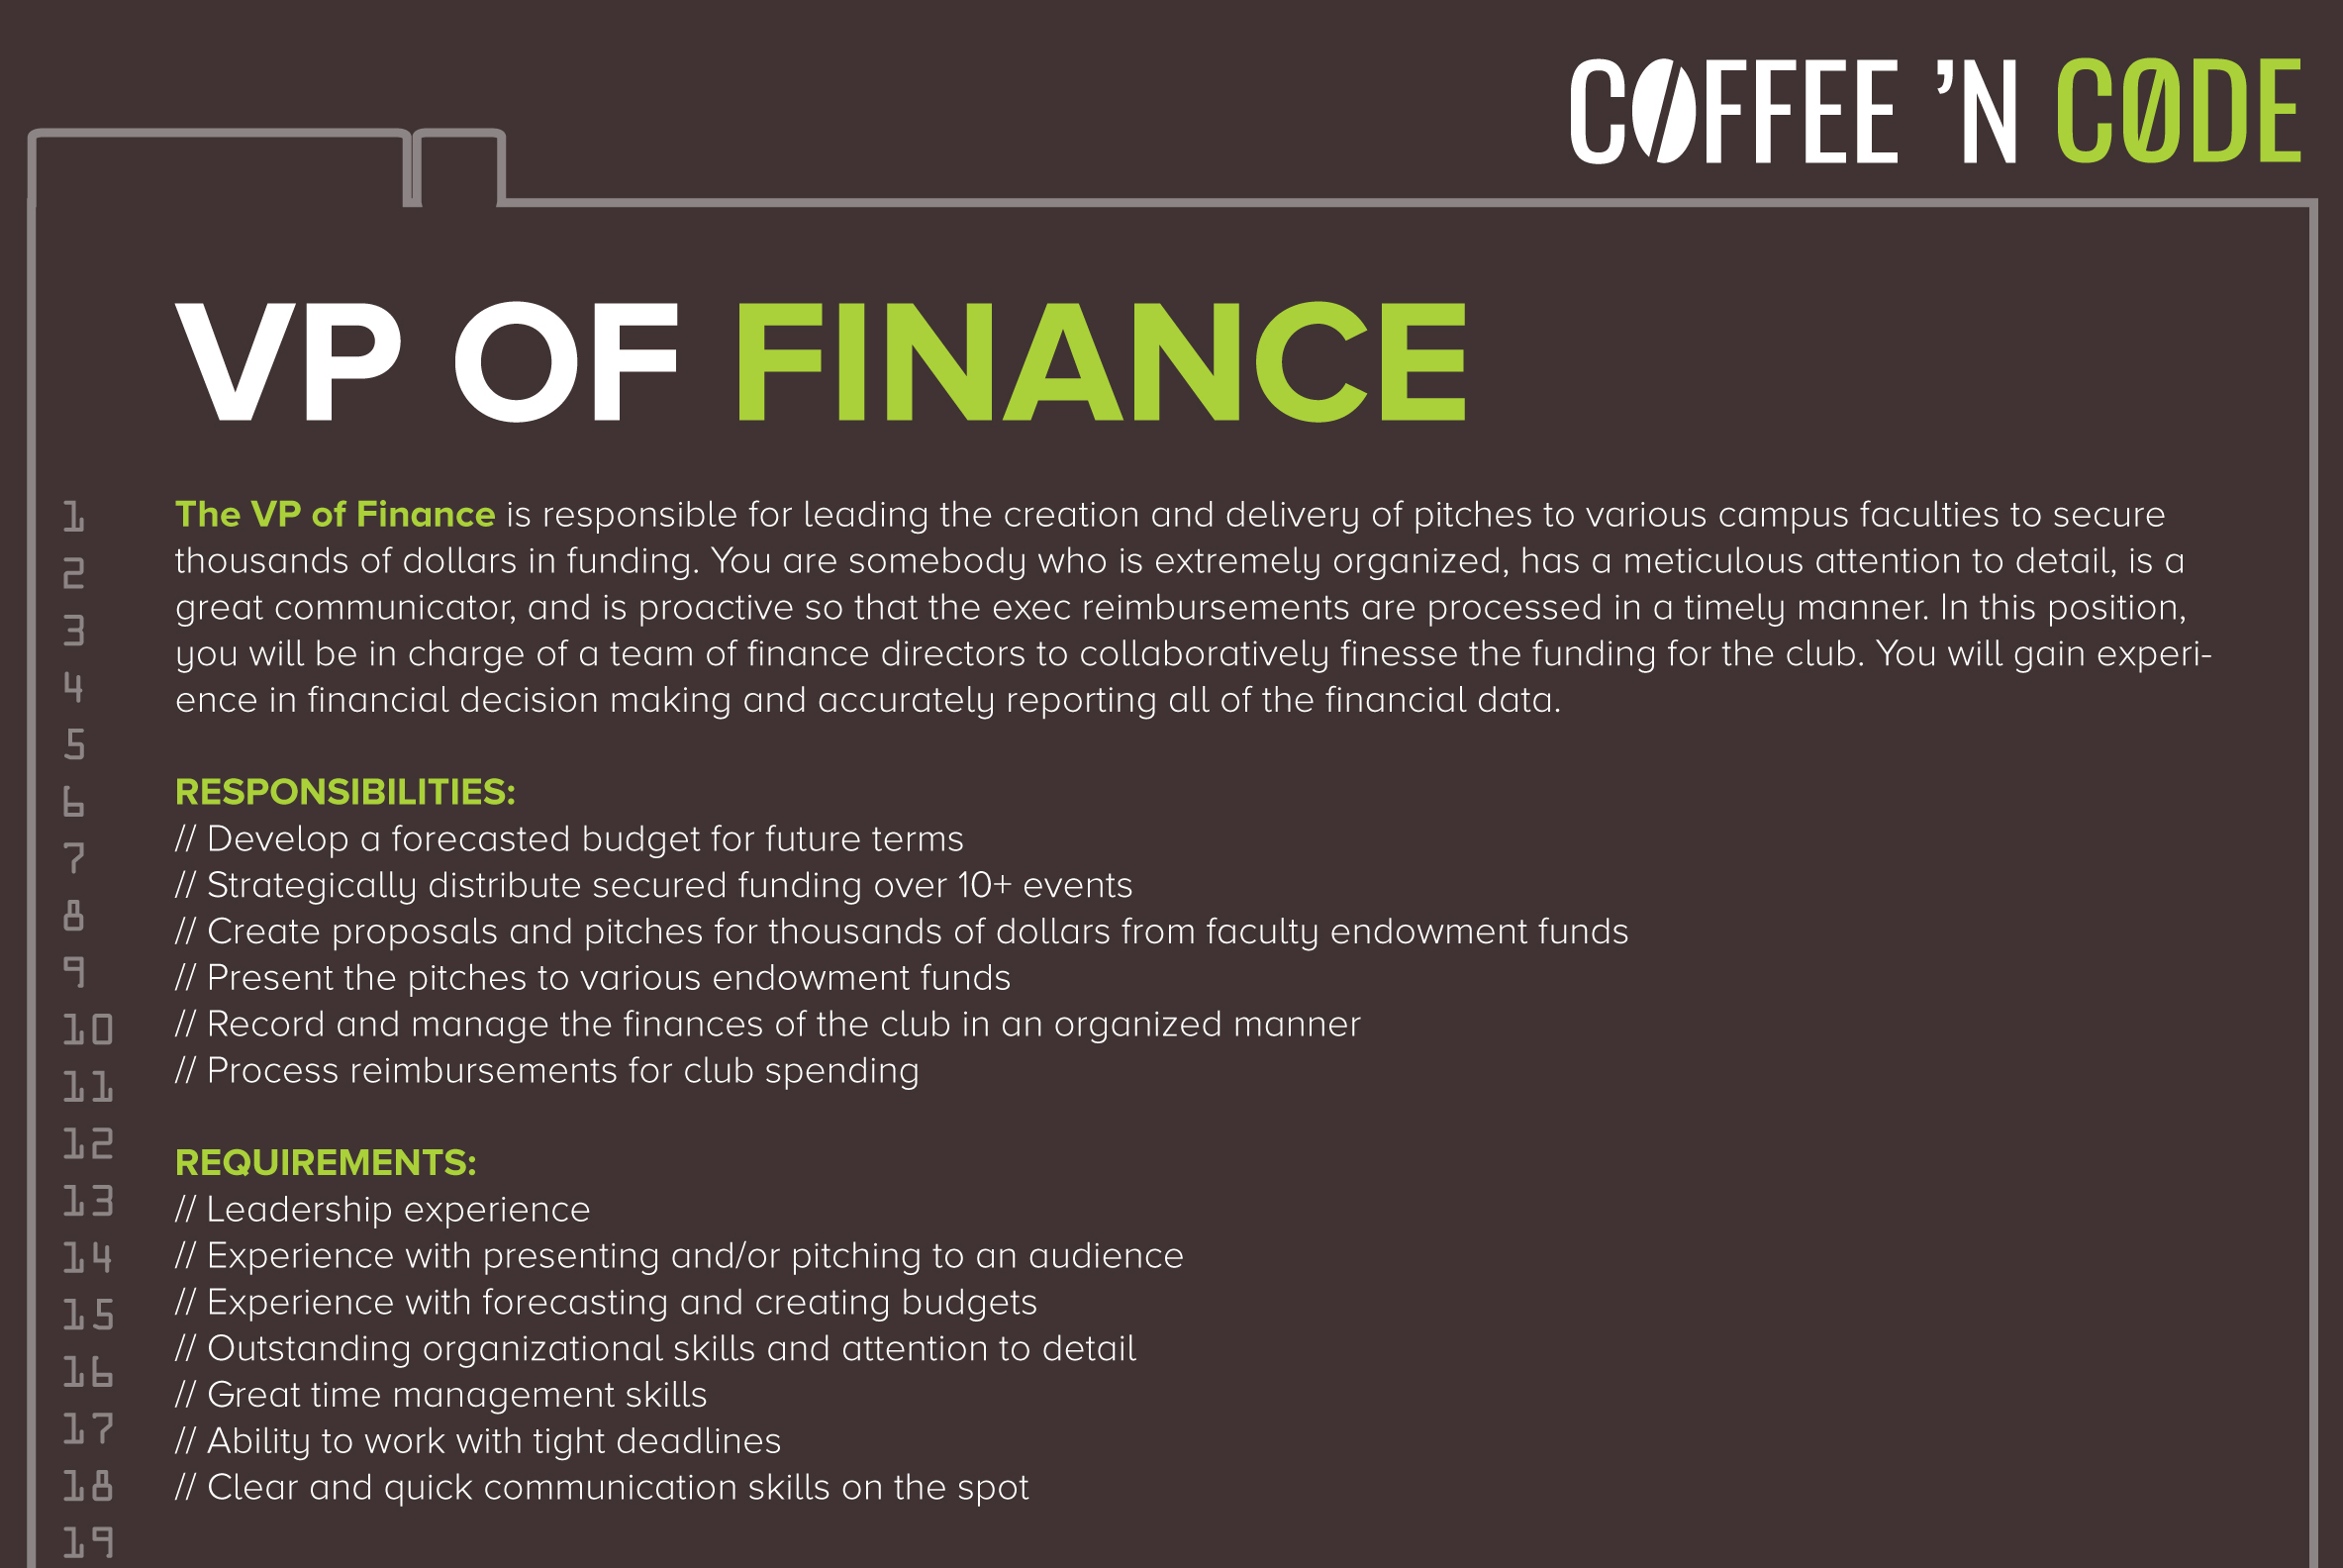 COFFEE 'N CODE
VP OF FINANCE
1
2
3
4
5
6
7
8
9
10
11
12
13
14
15
16
17
18
19
The VP of Finance is responsible for leading the creation and delivery of pitches to various campus faculties to secure
thousands of dollars in funding. You are somebody who is extremely organized, has a meticulous attention to detail, is a
great communicator, and is proactive so that the exec reimbursements are processed in a timely manner. In this position,
you will be in charge of a team of finance directors to collaboratively finesse the funding for the club. You will gain experi-
ence in financial decision making and accurately reporting all of the financial data.
RESPONSIBILITIES:
// Develop a forecasted budget for future terms
// Strategically distribute secured funding over 10+ events
// Create proposals and pitches for thousands of dollars from faculty endowment funds
// Present the pitches to various endowment funds
// Record and manage the finances of the club in an organized manner
// Process reimbursements for club spending
REQUIREMENTS:
// Leadership experience
// Experience with presenting and/or pitching to an audience
// Experience with forecasting and creating budgets
// Outstanding organizational skills and attention to detail
// Great time management skills
// Ability to work with tight deadlines
// Clear and quick communication skills on the spot